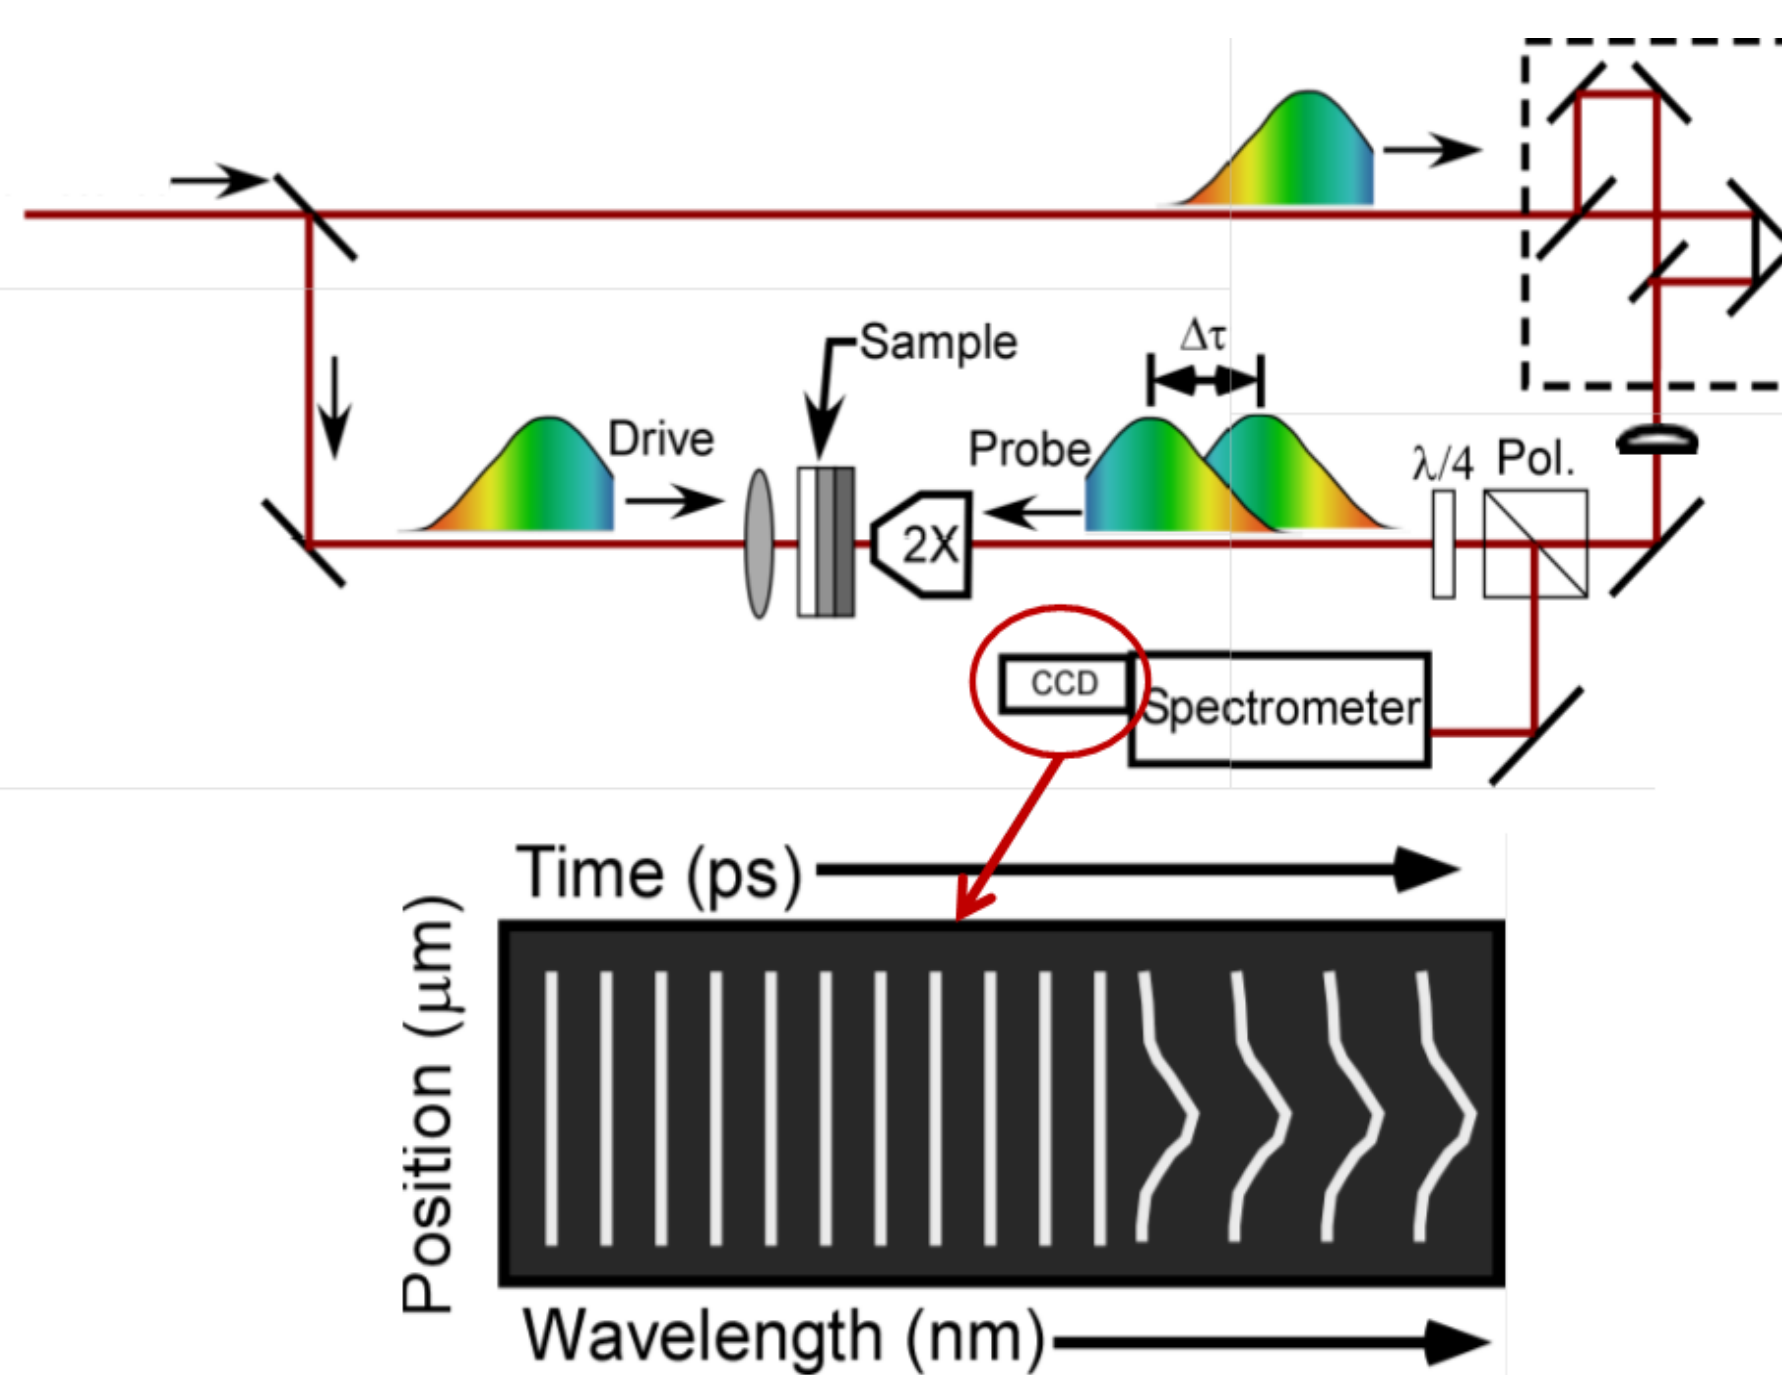 Sample
Δτ
Drive
Probe
λ/4 Pol.
2X
CCD
Spectrometer
Time (ps)
Position (μm)
Wavelength (nm)